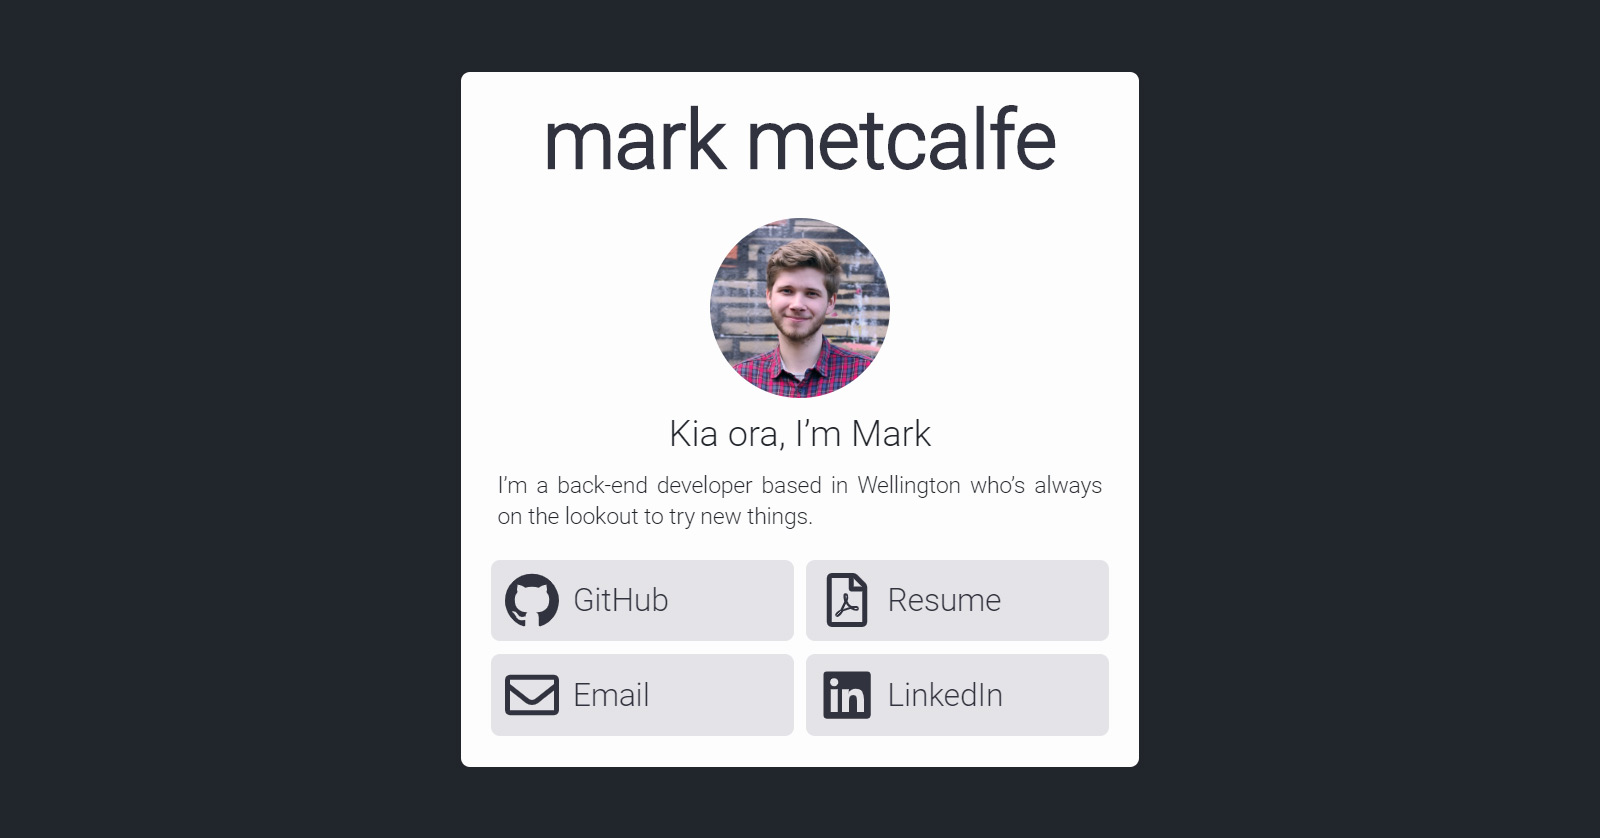 mark metcalfe
Kia ora, I’m Mark
I’m a back-end developer based in Wellington who’s always
on the lookout to try new things.
GitHub
Resume
Email
LinkedIn